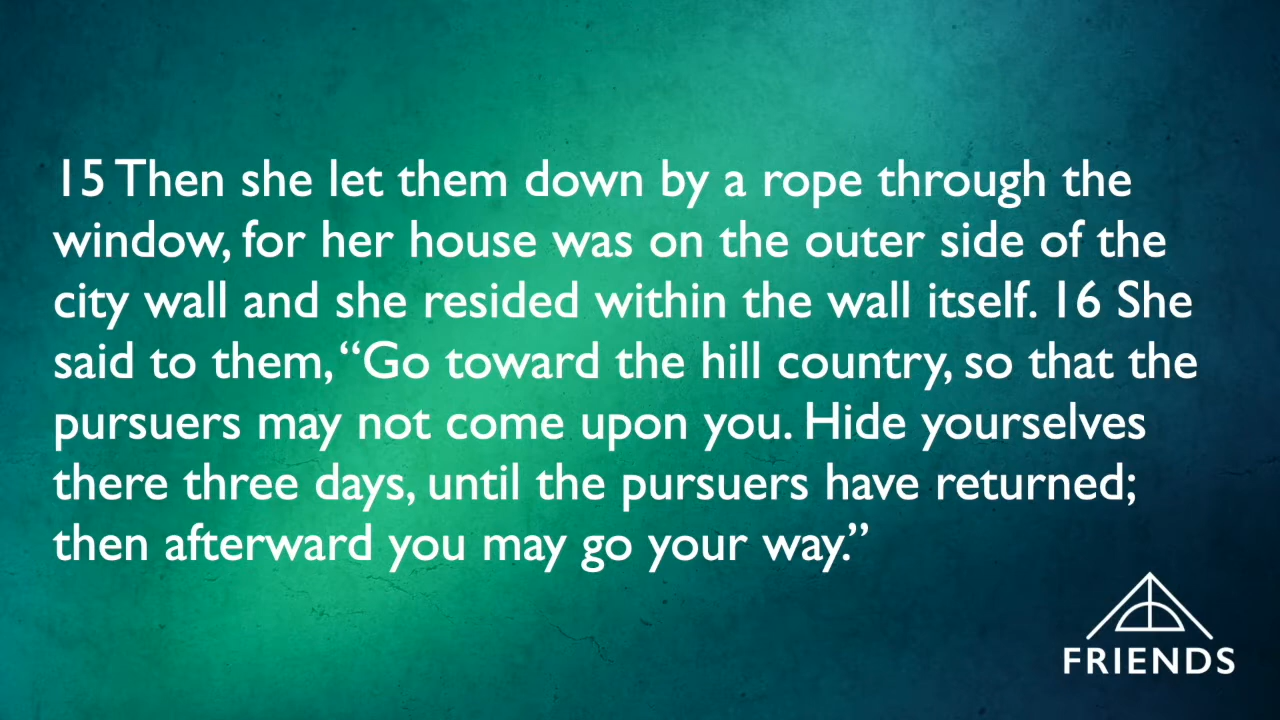 15 Then she let them down by a rope through the
window, for her house was on the outer side of the
city wall and she resided within the wall itself. 16 She
said to them, “Go toward the hill country, so that the
pursuers may not come upon you. Hide yourselves
there three days, until the pursuers have returned;
then afterward you may go your way.”
FRIENDS